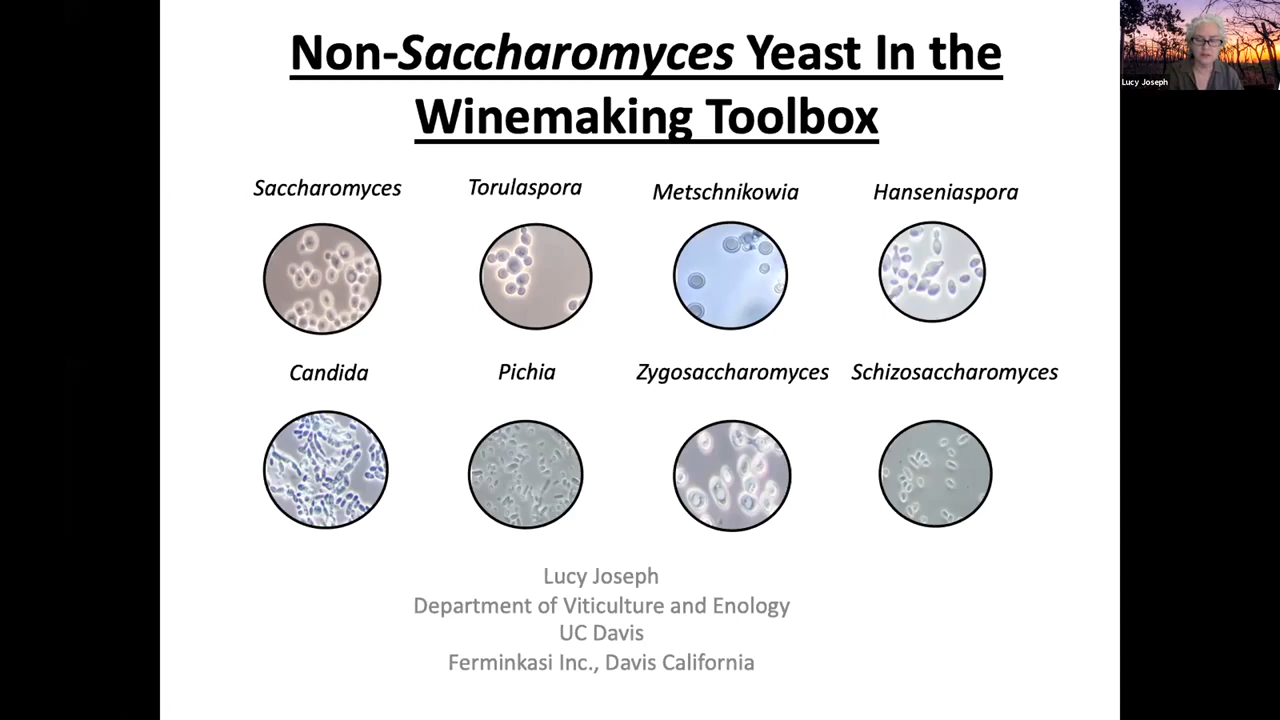 Non-Saccharomyces Yeast In the
Winemaking Toolbox
Lucy Joseph
Saccharomyces Torulaspora Metschnikowia Hanseniaspora
Candida Pichia Zygosaccharomyces Schizosaccharomyces
Lucy Joseph
Department of Viticulture and Enology
UC Davis
Ferminkasi Inc., Davis California